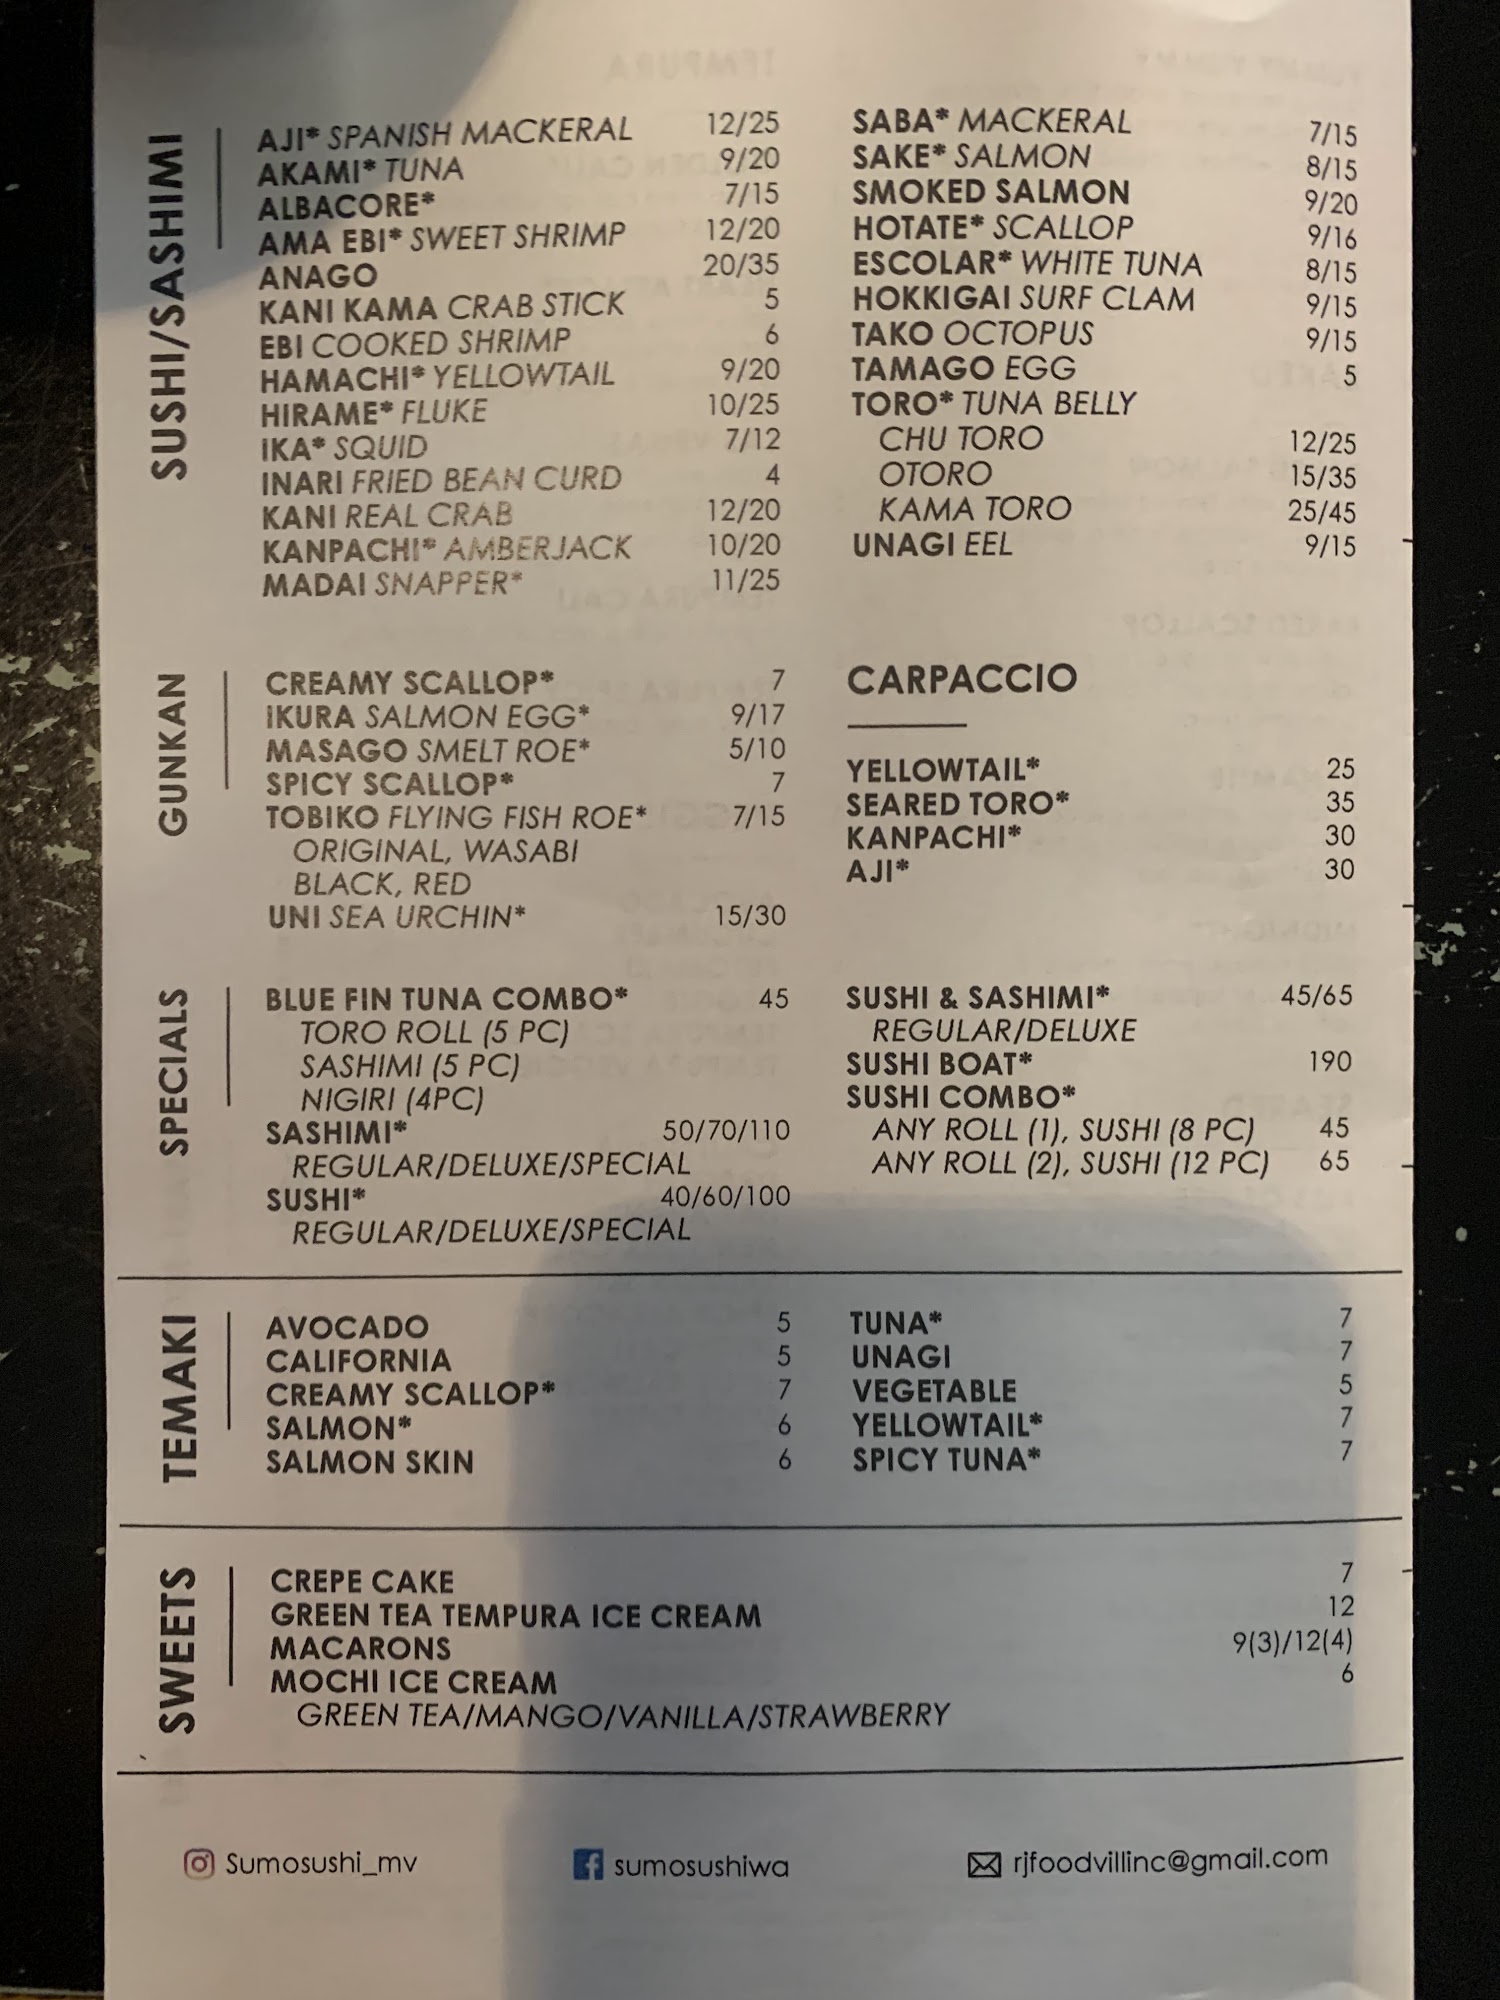 SUSHI/SASHIMI
AJI* SPANISH MACKERAL 12/25
AKAMI* TUNA 9/20
ALBACORE* 7/15
AMA EBI* SWEET SHRIMP 12/20
ANAGO 20/35
KANI KAMA CRAB STICK 5
EBI COOKED SHRIMP 6
HAMACHI* YELLOWTAIL 9/20
HIRAME* FLUKE 10/25
IKA* SQUID 7/12
INARI FRIED BEAN CURD 4
KANI REAL CRAB 12/20
KANPACHI* AMBERJACK 10/20
MADAI SNAPPER* 11/25
SABA* MACKERAL 7/15
SAKE* SALMON 8/15
SMOKED SALMON 9/20
HOTATE* SCALLOP 9/16
ESCOLAR* WHITE TUNA 8/15
HOKKIGAI SURF CLAM 9/15
TAKO OCTOPUS 9/15
TAMAGO EGG 5
TORO* TUNA BELLY
CHU TORO 12/25
OTORO 15/35
KAMA TORO 25/45
UNAGI EEL 9/15
GUNKAN
CREAMY SCALLOP* 7
IKURA SALMON EGG* 9/17
MASAGO SMELT ROE* 5/10
SPICY SCALLOP* 7
TOBIKO FLYING FISH ROE* 7/15
ORIGINAL, WASABI
BLACK, RED
UNI SEA URCHIN* 15/30
CARPACCIO
YELLOWTAIL* 25
SEARED TORO* 35
KANPACHI* 30
AJI* 30
SPECIALS
BLUE FIN TUNA COMBO* 45
TORO ROLL (5 PC)
SASHIMI (5 PC)
NIGIRI (4PC)
SASHIMI* 50/70/110
REGULAR/DELUXE/SPECIAL
SUSHI* 40/60/100
REGULAR/DELUXE/SPECIAL
SUSHI & SASHIMI* 45/65
REGULAR/DELUXE
SUSHI BOAT* 190
SUSHI COMBO*
ANY ROLL (1), SUSHI (8 PC) 45
ANY ROLL (2), SUSHI (12 PC) 65
TEMAKI
AVOCADO 5
CALIFORNIA 5
CREAMY SCALLOP* 7
SALMON* 6
SALMON SKIN 6
TUNA* 7
UNAGI 7
VEGETABLE 5
YELLOWTAIL* 7
SPICY TUNA* 7
SWEETS
CREPE CAKE 7
GREEN TEA TEMPURA ICE CREAM 12
MACARONS 9(3)/12(4)
MOCHI ICE CREAM 6
GREEN TEA/MANGO/VANILLA/STRAWBERRY
Sumosushi_mv sumosushiwa rjfoodvillinc@gmail.com